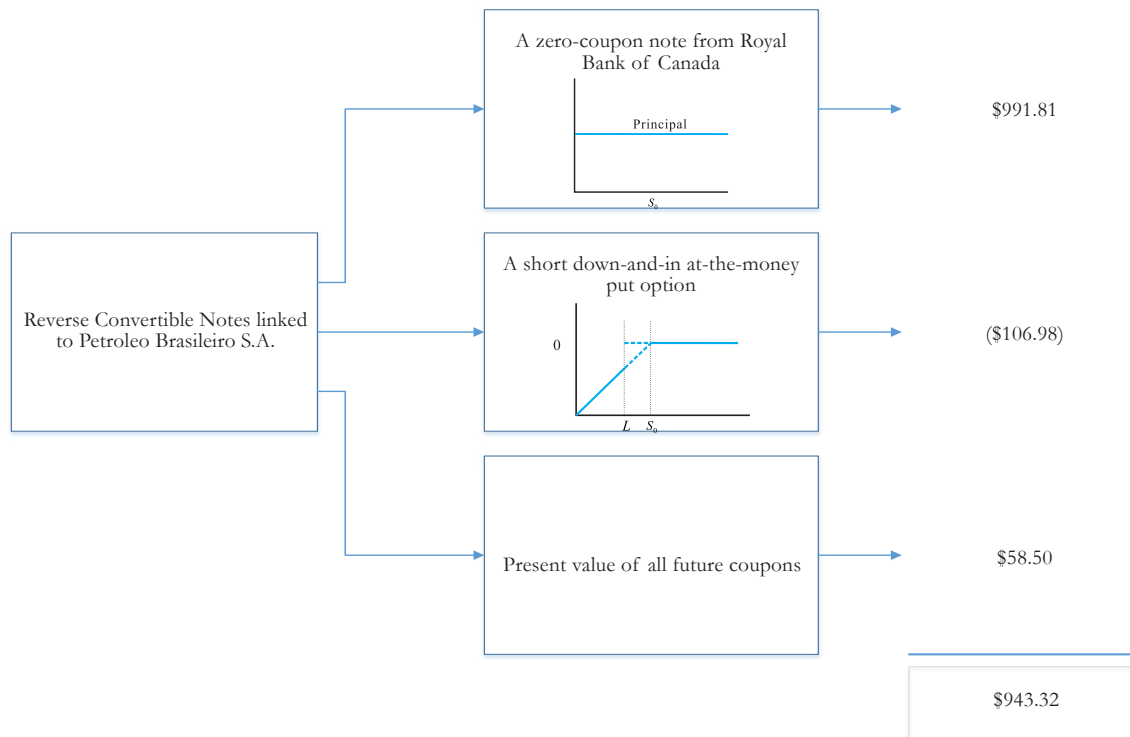 Reverse Convertible Notes linked
to Petroleo Brasileiro S.A.
A zero-coupon note from Royal
Bank of Canada
Principal
S₀
$991.81
A short down-and-in at-the-money
put option
0
L S₀
($106.98)
Present value of all future coupons
$58.50
$943.32